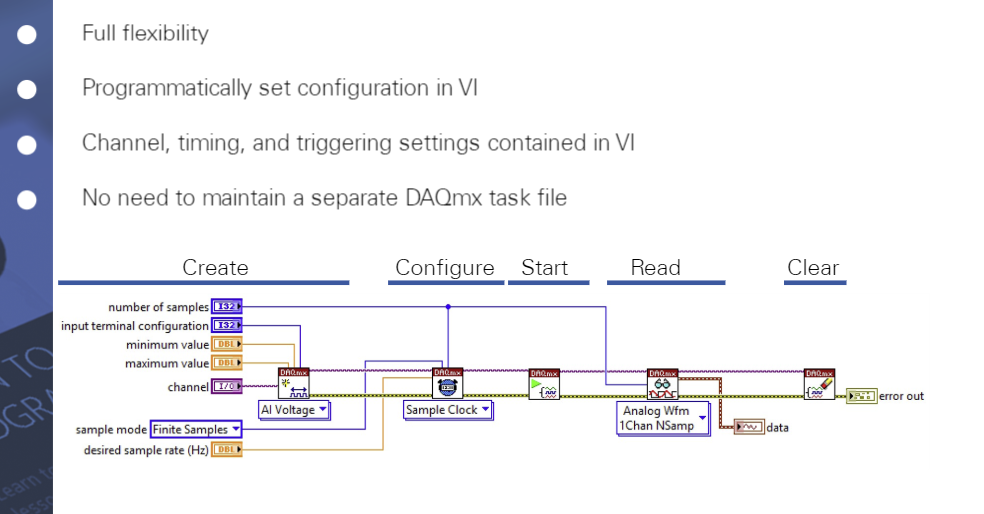 Full flexibility
Programmatically set configuration in VI
Channel, timing, and triggering settings contained in VI
No need to maintain a separate DAQmx task file
Create
Configure
Start
Read
Clear
number of samples I32
input terminal configuration I32
minimum value DBL
maximum value DBL
channel I/O
DAQmx
DAQmx
DAQmx
DAQmx
DAQmx
AI Voltage
Sample Clock
Analog Wfm
1Chan NSamp
error out
data
sample mode Finite Samples
desired sample rate (Hz) DBL